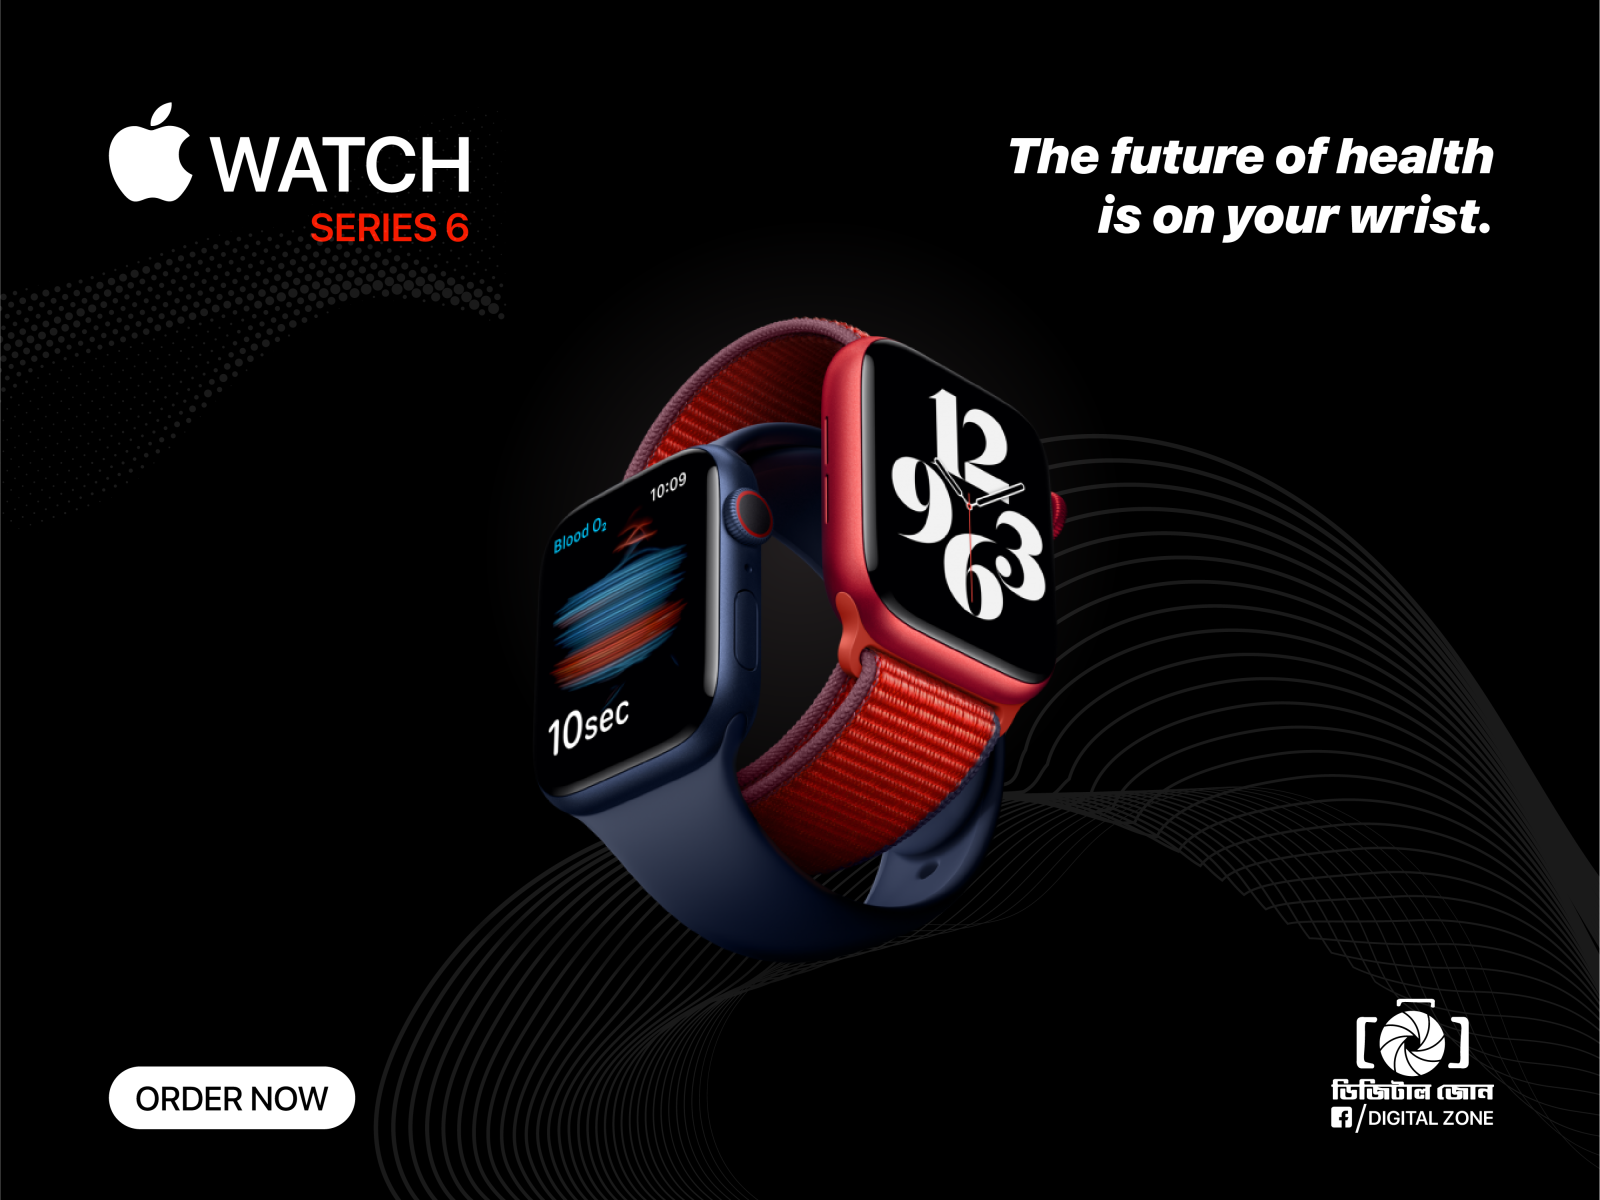 WATCH
SERIES 6
The future of health
is on your wrist.
10:09
Blood O₂
10sec
12
9
3
6
ORDER NOW
ডিজিটাল জোন
/DIGITAL ZONE